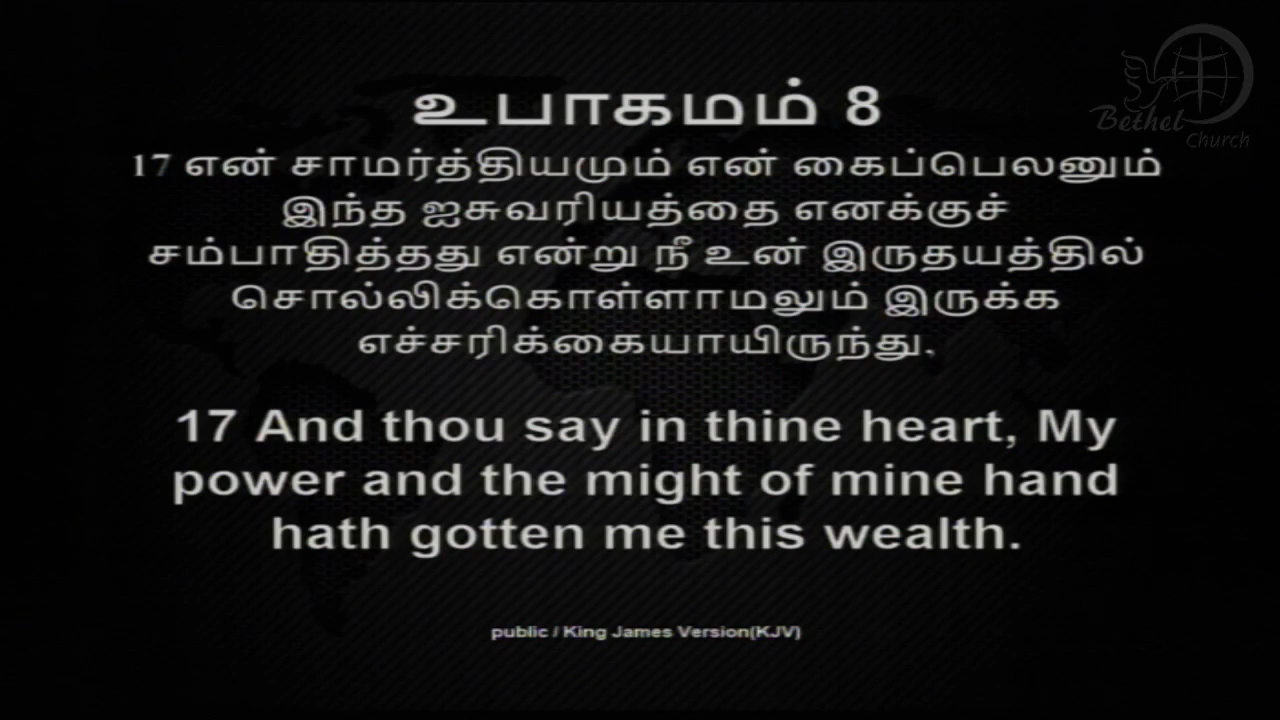 Bethel
Church
உபாகமம் 8
17 என் சாமர்த்தியமும் என் கைப்பெலனும்
இந்த ஐசுவரியத்தை எனக்குச்
சம்பாதித்தது என்று நீ உன் இருதயத்தில்
சொல்லிக்கொள்ளாமலும் இருக்க
எச்சரிக்கையாயிருந்து,
17 And thou say in thine heart, My
power and the might of mine hand
hath gotten me this wealth.
public / King James Version(KJV)